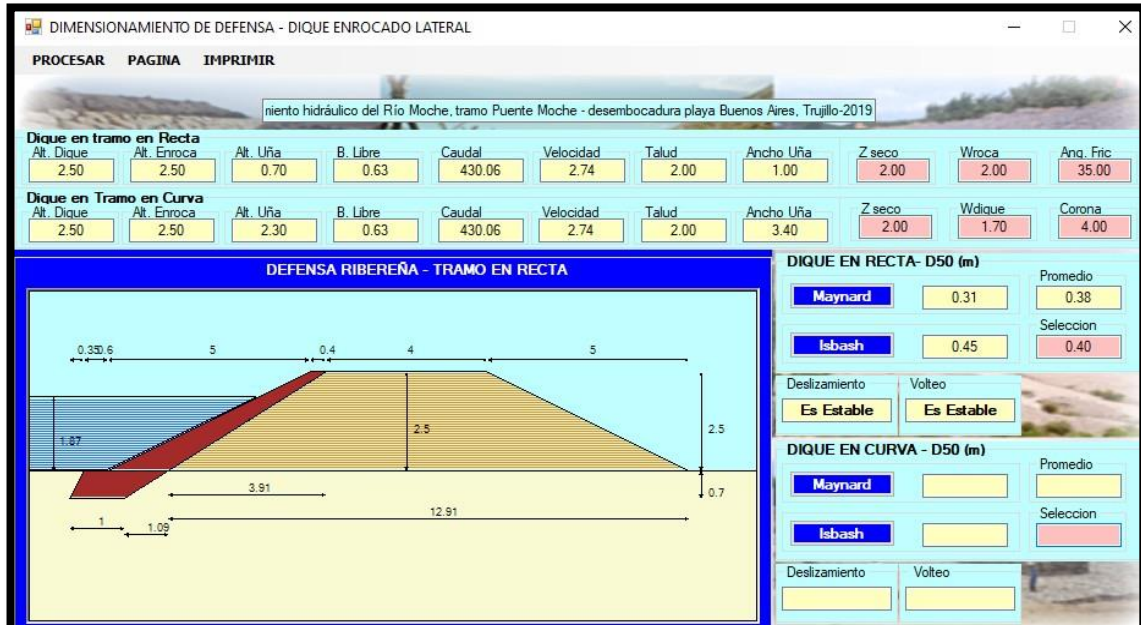 DIMENSIONAMIENTO DE DEFENSA - DIQUE ENROCADO LATERAL
PROCESAR PAGINA IMPRIMIR
niento hidráulico del Río Moche, tramo Puente Moche - desembocadura playa Buenos Aires, Trujillo-2019
Dique en tramo en Recta
Alt. Dique Alt. Enroca Alt. Uña B. Libre Caudal Velocidad Talud Ancho Uña Z seco Wroca Ang. Fric
2.50 2.50 0.70 0.63 430.06 2.74 2.00 1.00 2.00 2.00 35.00
Dique en Tramo en Curva
Alt. Dique Alt. Enroca Alt. Uña B. Libre Caudal Velocidad Talud Ancho Uña Z seco Wdique Corona
2.50 2.50 2.30 0.63 430.06 2.74 2.00 3.40 2.00 1.70 4.00
DEFENSA RIBEREÑA - TRAMO EN RECTA
0.35 0.6 5 0.4 4 5
1.87
2.5
2.5
3.91
0.7
12.91
1
1.09
DIQUE EN RECTA- D50 (m)
Promedio
Maynard 0.31 0.38
Seleccion
Isbash 0.45 0.40
Deslizamiento Volteo
Es Estable Es Estable
DIQUE EN CURVA - D50 (m)
Promedio
Maynard
Seleccion
Isbash
Deslizamiento Volteo